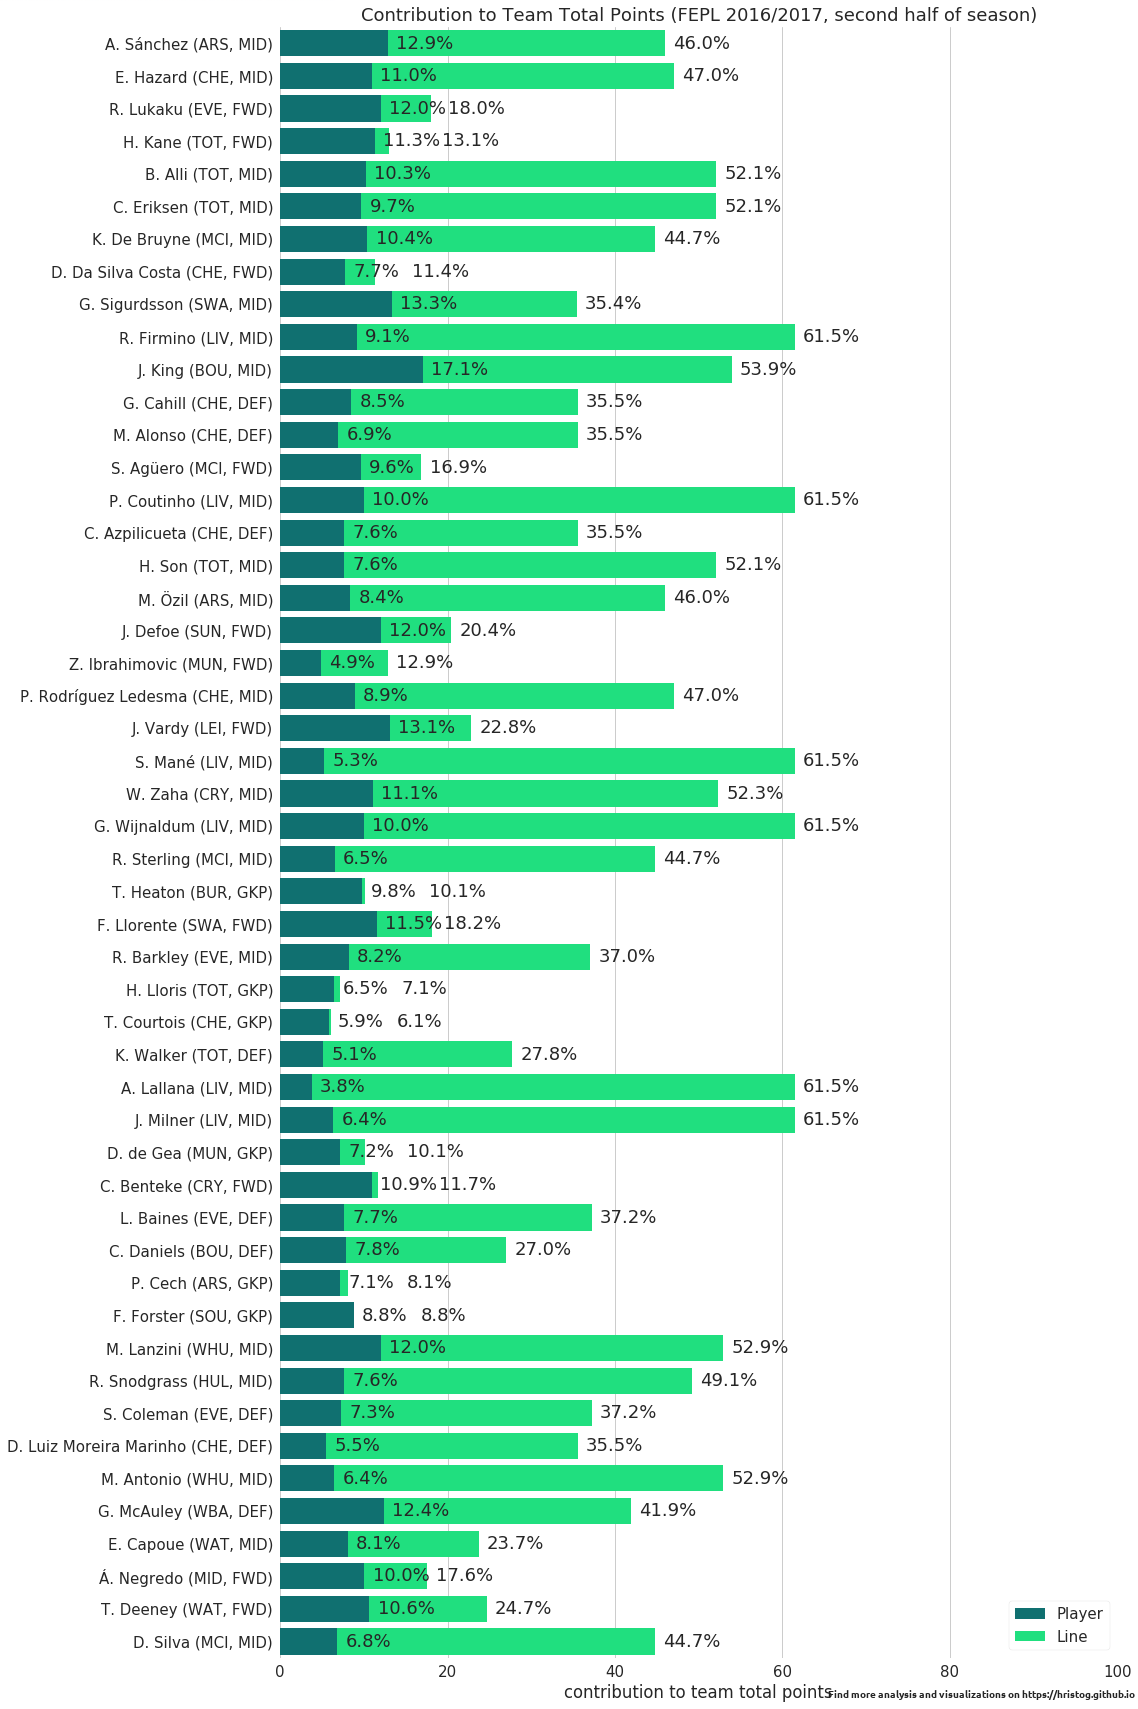 Contribution to Team Total Points (FEPL 2016/2017, second half of season)
A. Sánchez (ARS, MID) 12.9% 46.0%
E. Hazard (CHE, MID) 11.0% 47.0%
R. Lukaku (EVE, FWD) 12.0% 18.0%
H. Kane (TOT, FWD) 11.3% 13.1%
B. Alli (TOT, MID) 10.3% 52.1%
C. Eriksen (TOT, MID) 9.7% 52.1%
K. De Bruyne (MCI, MID) 10.4% 44.7%
D. Da Silva Costa (CHE, FWD) 7.7% 11.4%
G. Sigurdsson (SWA, MID) 13.3% 35.4%
R. Firmino (LIV, MID) 9.1% 61.5%
J. King (BOU, MID) 17.1% 53.9%
G. Cahill (CHE, DEF) 8.5% 35.5%
M. Alonso (CHE, DEF) 6.9% 35.5%
S. Agüero (MCI, FWD) 9.6% 16.9%
P. Coutinho (LIV, MID) 10.0% 61.5%
C. Azpilicueta (CHE, DEF) 7.6% 35.5%
H. Son (TOT, MID) 7.6% 52.1%
M. Özil (ARS, MID) 8.4% 46.0%
J. Defoe (SUN, FWD) 12.0% 20.4%
Z. Ibrahimovic (MUN, FWD) 4.9% 12.9%
P. Rodríguez Ledesma (CHE, MID) 8.9% 47.0%
J. Vardy (LEI, FWD) 13.1% 22.8%
S. Mané (LIV, MID) 5.3% 61.5%
W. Zaha (CRY, MID) 11.1% 52.3%
G. Wijnaldum (LIV, MID) 10.0% 61.5%
R. Sterling (MCI, MID) 6.5% 44.7%
T. Heaton (BUR, GKP) 9.8% 10.1%
F. Llorente (SWA, FWD) 11.5% 18.2%
R. Barkley (EVE, MID) 8.2% 37.0%
H. Lloris (TOT, GKP) 6.5% 7.1%
T. Courtois (CHE, GKP) 5.9% 6.1%
K. Walker (TOT, DEF) 5.1% 27.8%
A. Lallana (LIV, MID) 3.8% 61.5%
J. Milner (LIV, MID) 6.4% 61.5%
D. de Gea (MUN, GKP) 7.2% 10.1%
C. Benteke (CRY, FWD) 10.9% 11.7%
L. Baines (EVE, DEF) 7.7% 37.2%
C. Daniels (BOU, DEF) 7.8% 27.0%
P. Cech (ARS, GKP) 7.1% 8.1%
F. Forster (SOU, GKP) 8.8% 8.8%
M. Lanzini (WHU, MID) 12.0% 52.9%
R. Snodgrass (HUL, MID) 7.6% 49.1%
S. Coleman (EVE, DEF) 7.3% 37.2%
D. Luiz Moreira Marinho (CHE, DEF) 5.5% 35.5%
M. Antonio (WHU, MID) 6.4% 52.9%
G. McAuley (WBA, DEF) 12.4% 41.9%
E. Capoue (WAT, MID) 8.1% 23.7%
Á. Negredo (MID, FWD) 10.0% 17.6%
T. Deeney (WAT, FWD) 10.6% 24.7%
D. Silva (MCI, MID) 6.8% 44.7%
Player
Line
0 20 40 60 80 100
contribution to team total points
Find more analysis and visualizations on https://hristog.github.io